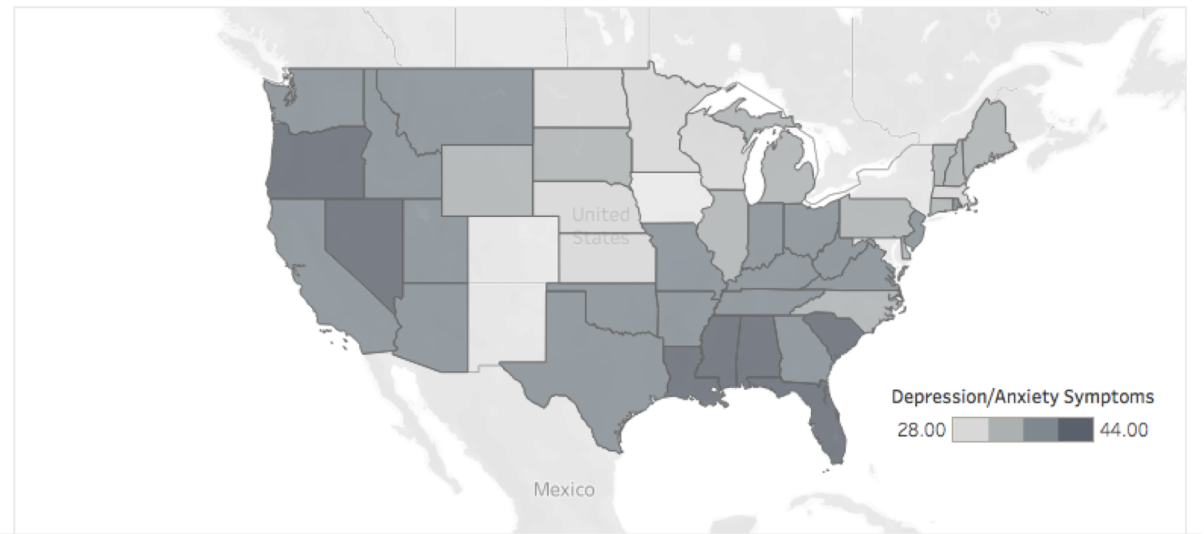 United
States
Depression/Anxiety Symptoms
28.00 44.00
Mexico